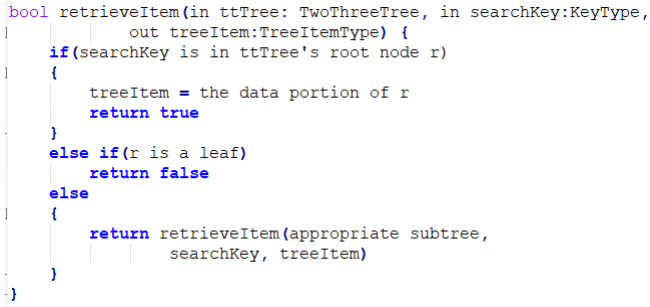 bool retrieveItem(in ttTree: TwoThreeTree, in searchKey:KeyType,
            out treeItem:TreeItemType) {
    if(searchKey is in ttTree's root node r)
    {
        treeItem = the data portion of r
        return true
    }
    else if(r is a leaf)
        return false
    else
    {
        return retrieveItem(appropriate subtree,
                searchKey, treeItem)
    }
}